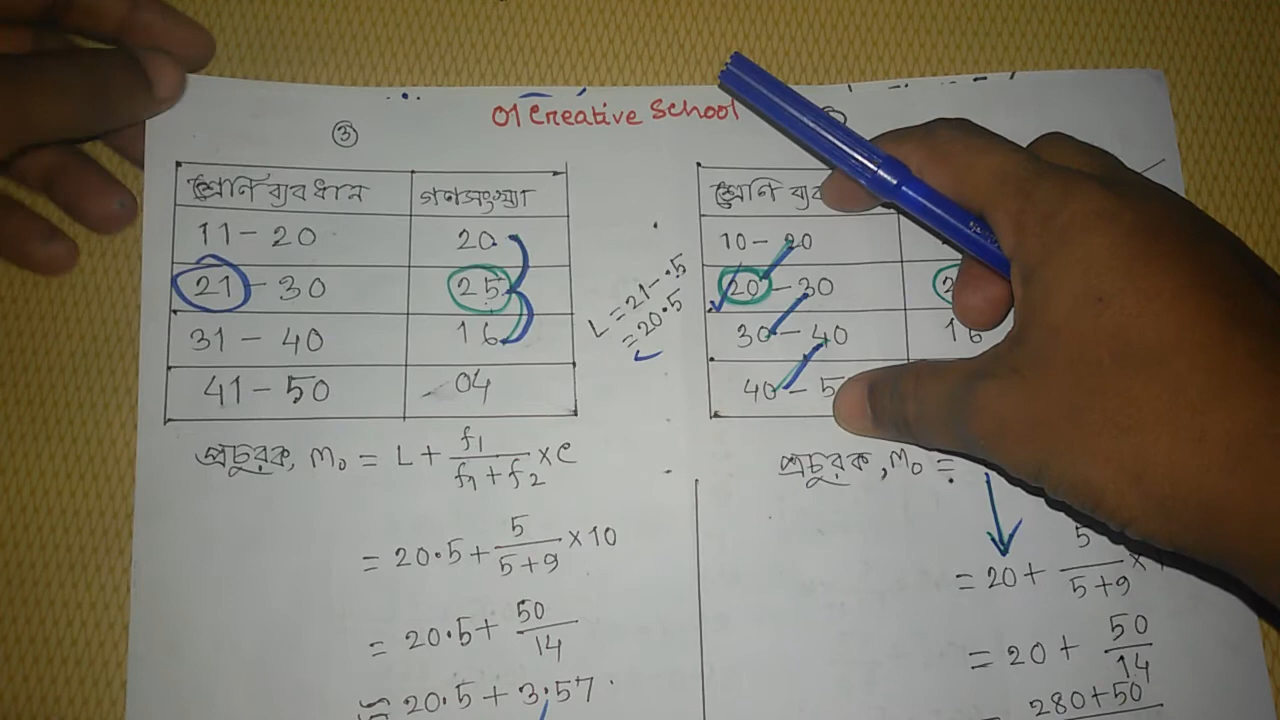 01 Creative School
③
শ্রেনি ব্যবধান গণসংখ্যা
11 - 20 20
21 - 30 25
31 - 40 16
41 - 50 04
L = 21 - .5
= 20.5
প্রচুরক, M₀ = L + f₁/(f₁ + f₂) × c
= 20.5 + 5/(5+9) × 10
= 20.5 + 50/14
= 20.5 + 3.57
শ্রেনি
10 - 20
20 - 30
30 - 40 16
40 -
প্রচুরক, M₀ =
= 20 + 5/(5+9) ×
= 20 + 50/14
280+50